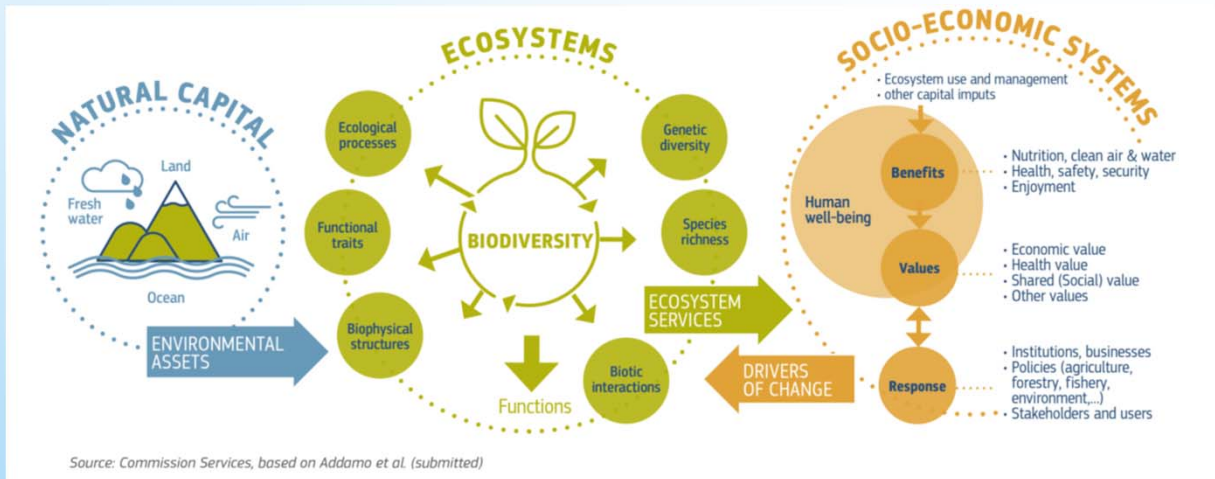 NATURAL CAPITAL
Land
Fresh
water
Air
Ocean
ENVIRONMENTAL
ASSETS
ECOSYSTEMS
Ecological
processes
Genetic
diversity
Functional
traits
BIODIVERSITY
Species
richness
Biophysical
structures
Biotic
interactions
Functions
ECOSYSTEM
SERVICES
DRIVERS
OF CHANGE
SOCIO-ECONOMIC SYSTEMS
• Ecosystem use and management
• other capital imputs
Human
well-being
Benefits
• Nutrition, clean air & water
• Health, safety, security
• Enjoyment
Values
• Economic value
• Health value
• Shared (Social) value
• Other values
Response
• Institutions, businesses
• Policies (agriculture,
forestry, fishery,
environment,...)
• Stakeholders and users
Source: Commission Services, based on Addamo et al. (submitted)